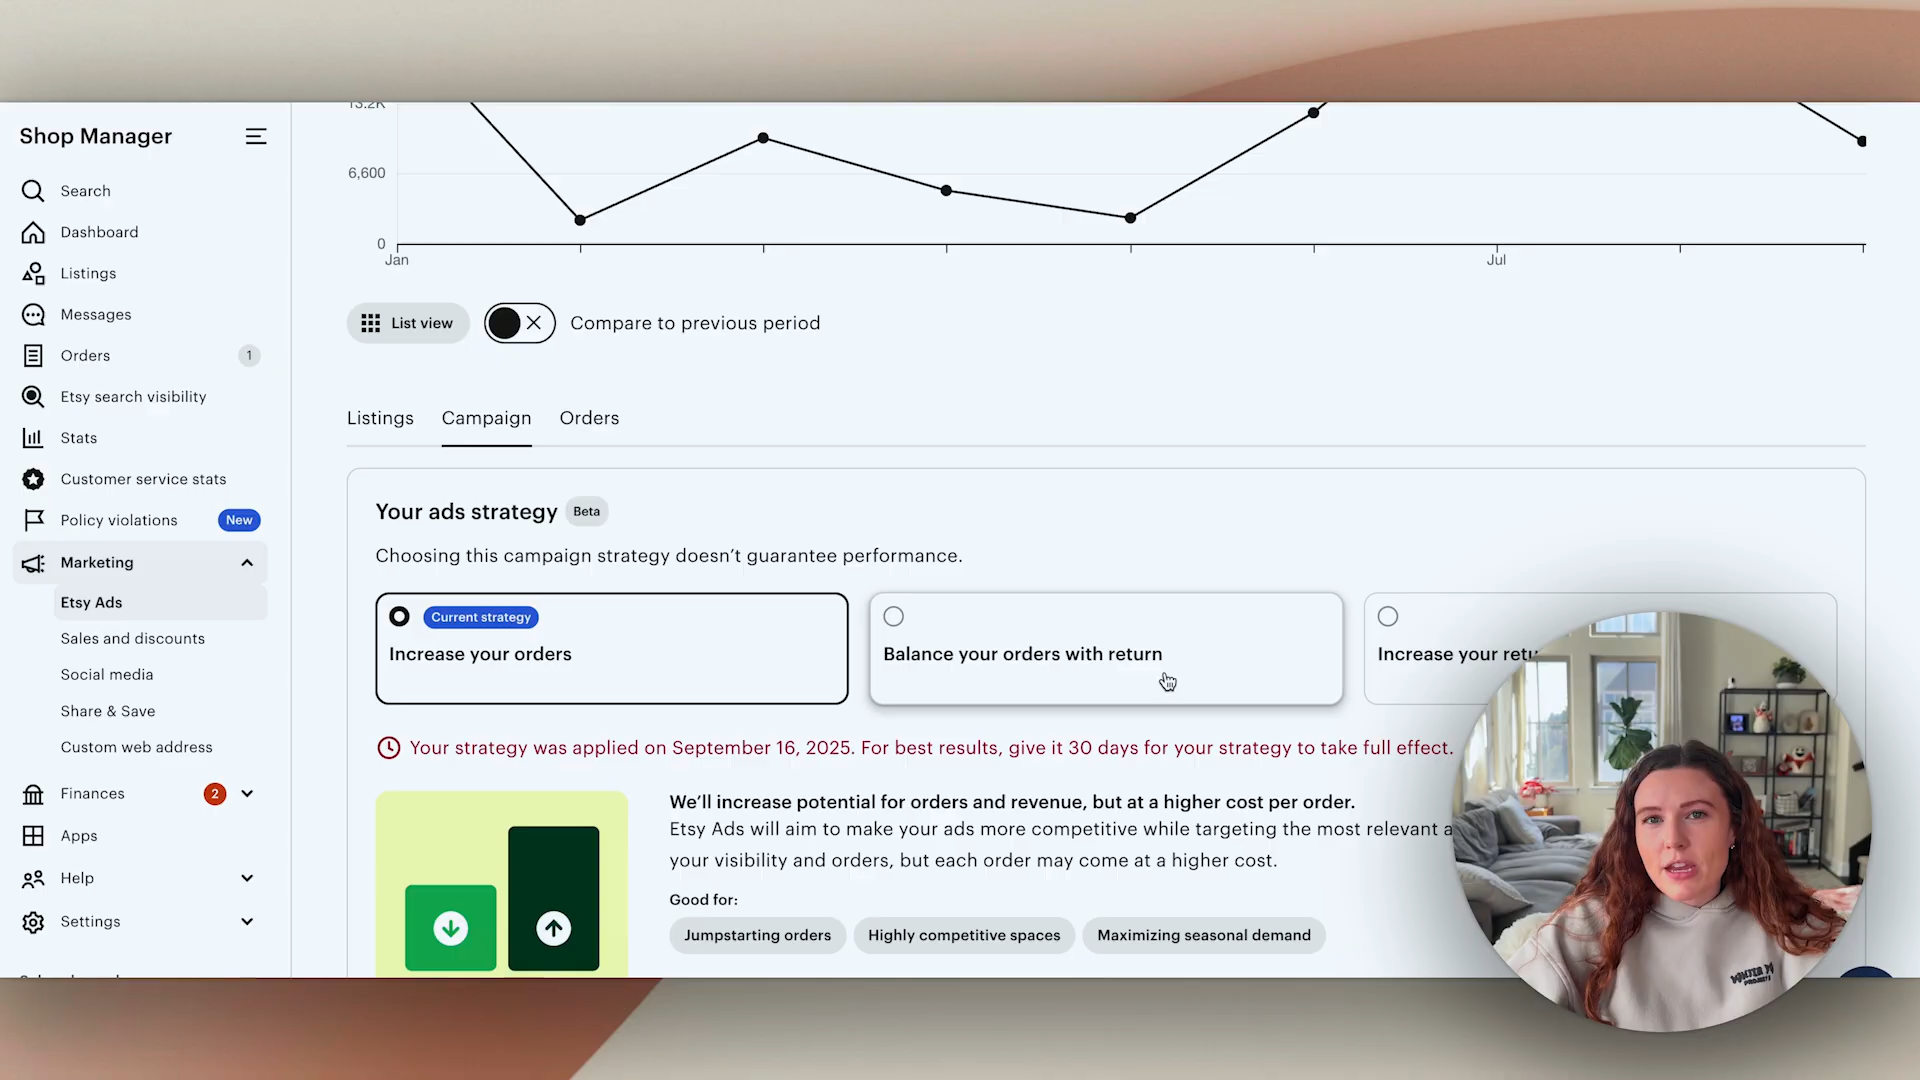 Shop Manager
Search
Dashboard
Listings
Messages
Orders 1
Etsy search visibility
Stats
Customer service stats
Policy violations New
Marketing
Etsy Ads
Sales and discounts
Social media
Share & Save
Custom web address
Finances 2
Apps
Help
Settings
13.2K
6,600
0
Jan Jul
List view Compare to previous period
Listings Campaign Orders
Your ads strategy Beta
Choosing this campaign strategy doesn’t guarantee performance.
Current strategy
Increase your orders
Balance your orders with return
Increase your retu
Your strategy was applied on September 16, 2025. For best results, give it 30 days for your strategy to take full effect.
We’ll increase potential for orders and revenue, but at a higher cost per order.
Etsy Ads will aim to make your ads more competitive while targeting the most relevant a
your visibility and orders, but each order may come at a higher cost.
Good for:
Jumpstarting orders Highly competitive spaces Maximizing seasonal demand